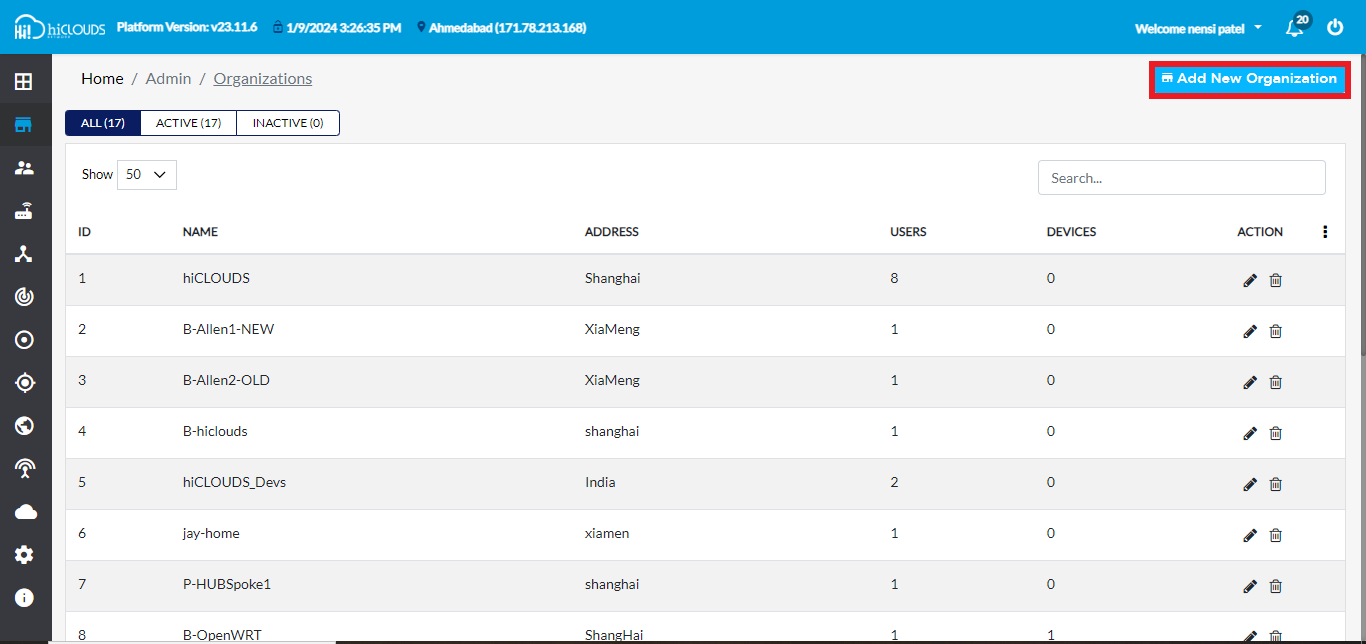 hiCLOUDS
NETWORK
Platform Version: v23.11.6
1/9/2024 3:26:35 PM
Ahmedabad (171.78.213.168)
Welcome nensi patel
20
Home / Admin / Organizations
Add New Organization
ALL (17) ACTIVE (17) INACTIVE (0)
Show 50
Search...
ID NAME ADDRESS USERS DEVICES ACTION
1 hiCLOUDS Shanghai 8 0
2 B-Allen1-NEW XiaMeng 1 0
3 B-Allen2-OLD XiaMeng 1 0
4 B-hiclouds shanghai 1 0
5 hiCLOUDS_Devs India 2 0
6 jay-home xiamen 1 0
7 P-HUBSpoke1 shanghai 1 0
8 B-OpenWRT ShangHai 1 1